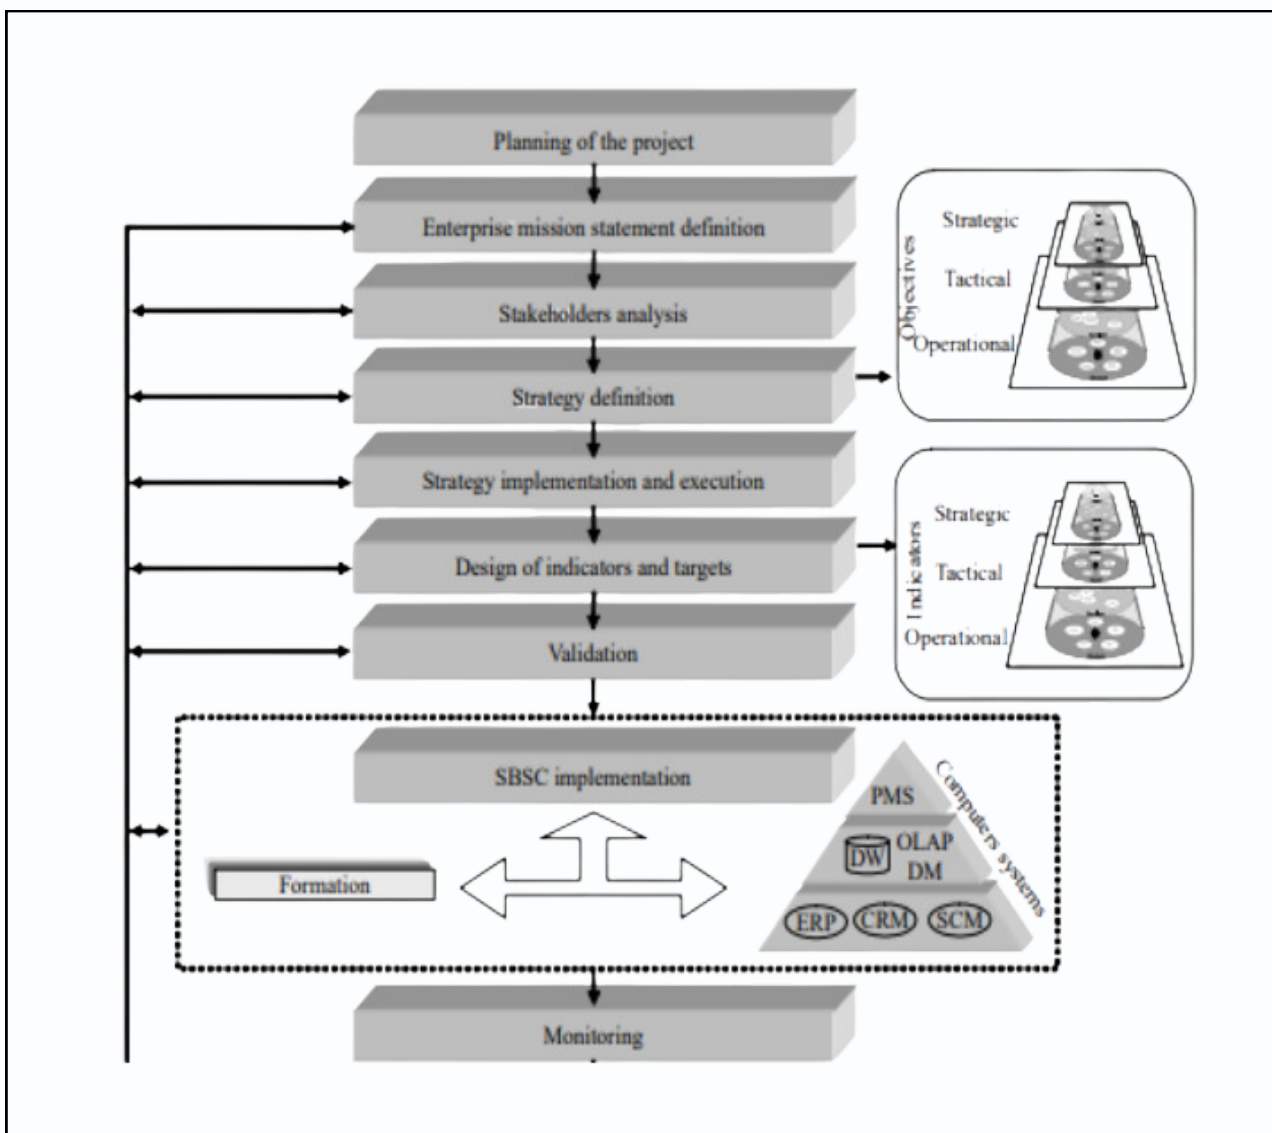 Planning of the project
Enterprise mission statement definition
Stakeholders analysis
Strategy definition
Strategy implementation and execution
Design of indicators and targets
Validation
Objectives
Strategic
Tactical
Operational
Indicators
Strategic
Tactical
Operational
SBSC implementation
Formation
Computers systems
PMS
DW
OLAP
DM
ERP
CRM
SCM
Monitoring